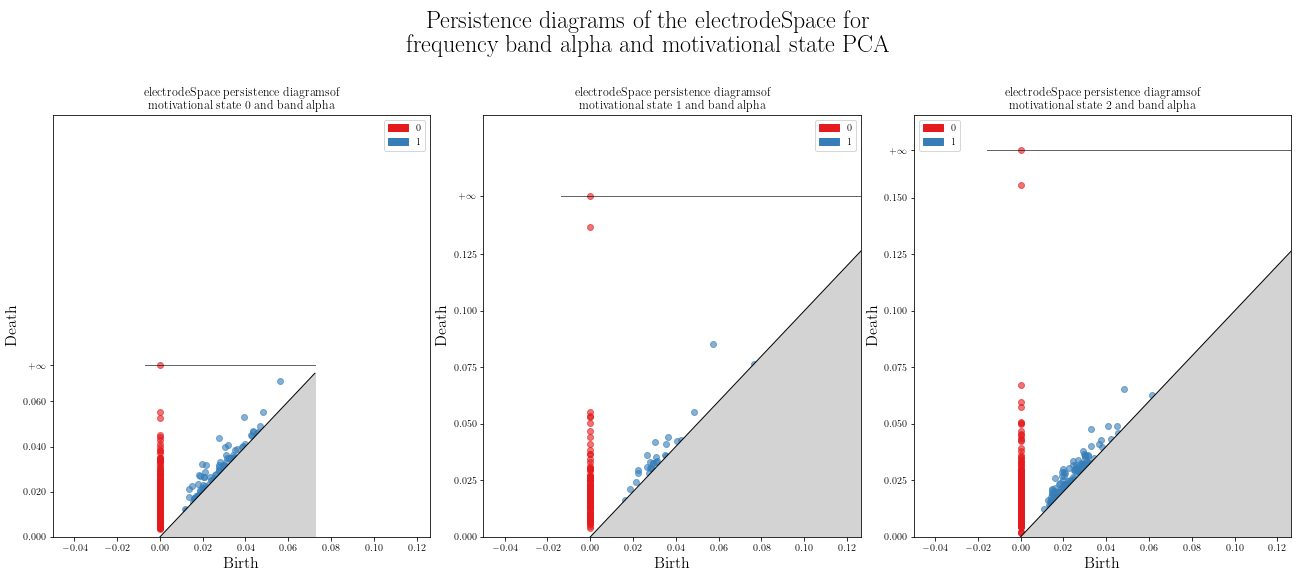 Persistence diagrams of the electrodeSpace for
frequency band alpha and motivational state PCA
electrodeSpace persistence diagramsof
motivational state 0 and band alpha
0
1
Death
+∞
0.060
0.040
0.020
0.000
−0.04 −0.02 0.00 0.02 0.04 0.06 0.08 0.10 0.12
Birth
electrodeSpace persistence diagramsof
motivational state 1 and band alpha
0
1
Death
+∞
0.125
0.100
0.075
0.050
0.025
0.000
−0.04 −0.02 0.00 0.02 0.04 0.06 0.08 0.10 0.12
Birth
electrodeSpace persistence diagramsof
motivational state 2 and band alpha
0
1
Death
+∞
0.150
0.125
0.100
0.075
0.050
0.025
0.000
−0.04 −0.02 0.00 0.02 0.04 0.06 0.08 0.10 0.12
Birth